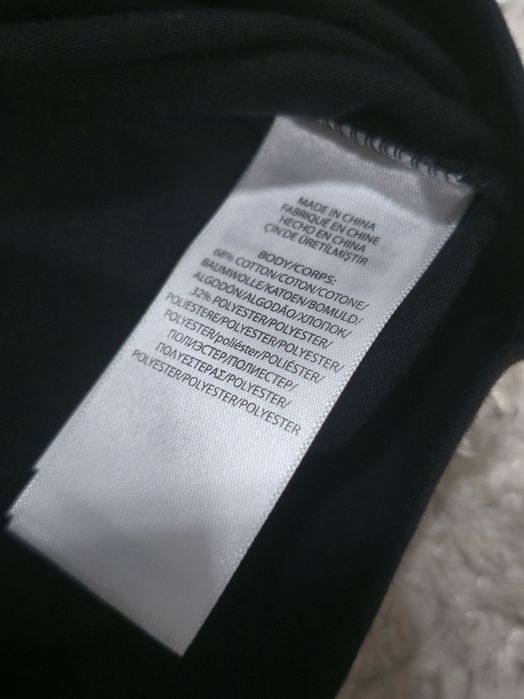 MADE IN CHINA
FABRIQUÉ EN CHINE
HECHO EN CHINA
ÇİN'DE ÜRETİLMİŞTİR
BODY/CORPS:
68% COTTON/COTON/COTONE/
BAUMWOLLE/KATOEN/BOMULD/
ALGODÓN/ALGODÃO/ХЛОПОК/
32% POLYESTER/POLYESTER/
POLIESTERE/POLYESTER/POLYESTER/
POLYESTER/poliéster/POLIÉSTER/
ПОЛИЭСТЕР/ПОЛИЕСТЕР/
ΠΟΛΥΕΣΤΕΡΑΣ/POLYESTER/
POLYESTER/POLYESTER/POLYESTER